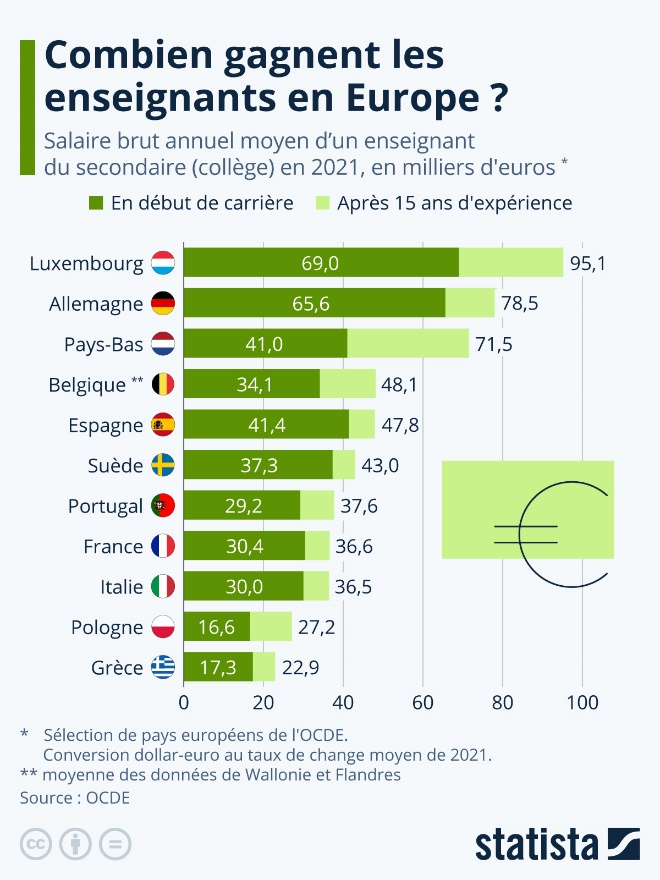 Combien gagnent les
enseignants en Europe ?
Salaire brut annuel moyen d’un enseignant
du secondaire (collège) en 2021, en milliers d'euros *
En début de carrière Après 15 ans d'expérience
Luxembourg 69,0 95,1
Allemagne 65,6 78,5
Pays-Bas 41,0 71,5
Belgique ** 34,1 48,1
Espagne 41,4 47,8
Suède 37,3 43,0
Portugal 29,2 37,6
France 30,4 36,6
Italie 30,0 36,5
Pologne 16,6 27,2
Grèce 17,3 22,9
0 20 40 60 80 100
* Sélection de pays européens de l'OCDE.
Conversion dollar-euro au taux de change moyen de 2021.
** moyenne des données de Wallonie et Flandres
Source : OCDE
cc statista